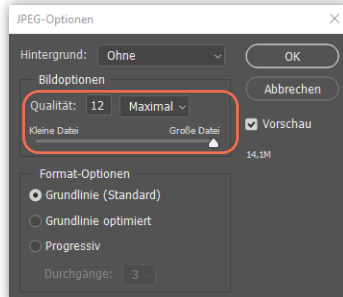 JPEG-Optionen
Hintergrund: Ohne
OK
Bildoptionen
Abbrechen
Qualität: 12 Maximal
Vorschau
Kleine Datei Große Datei
14,1M
Format-Optionen
Grundlinie (Standard)
Grundlinie optimiert
Progressiv
Durchgänge: 3